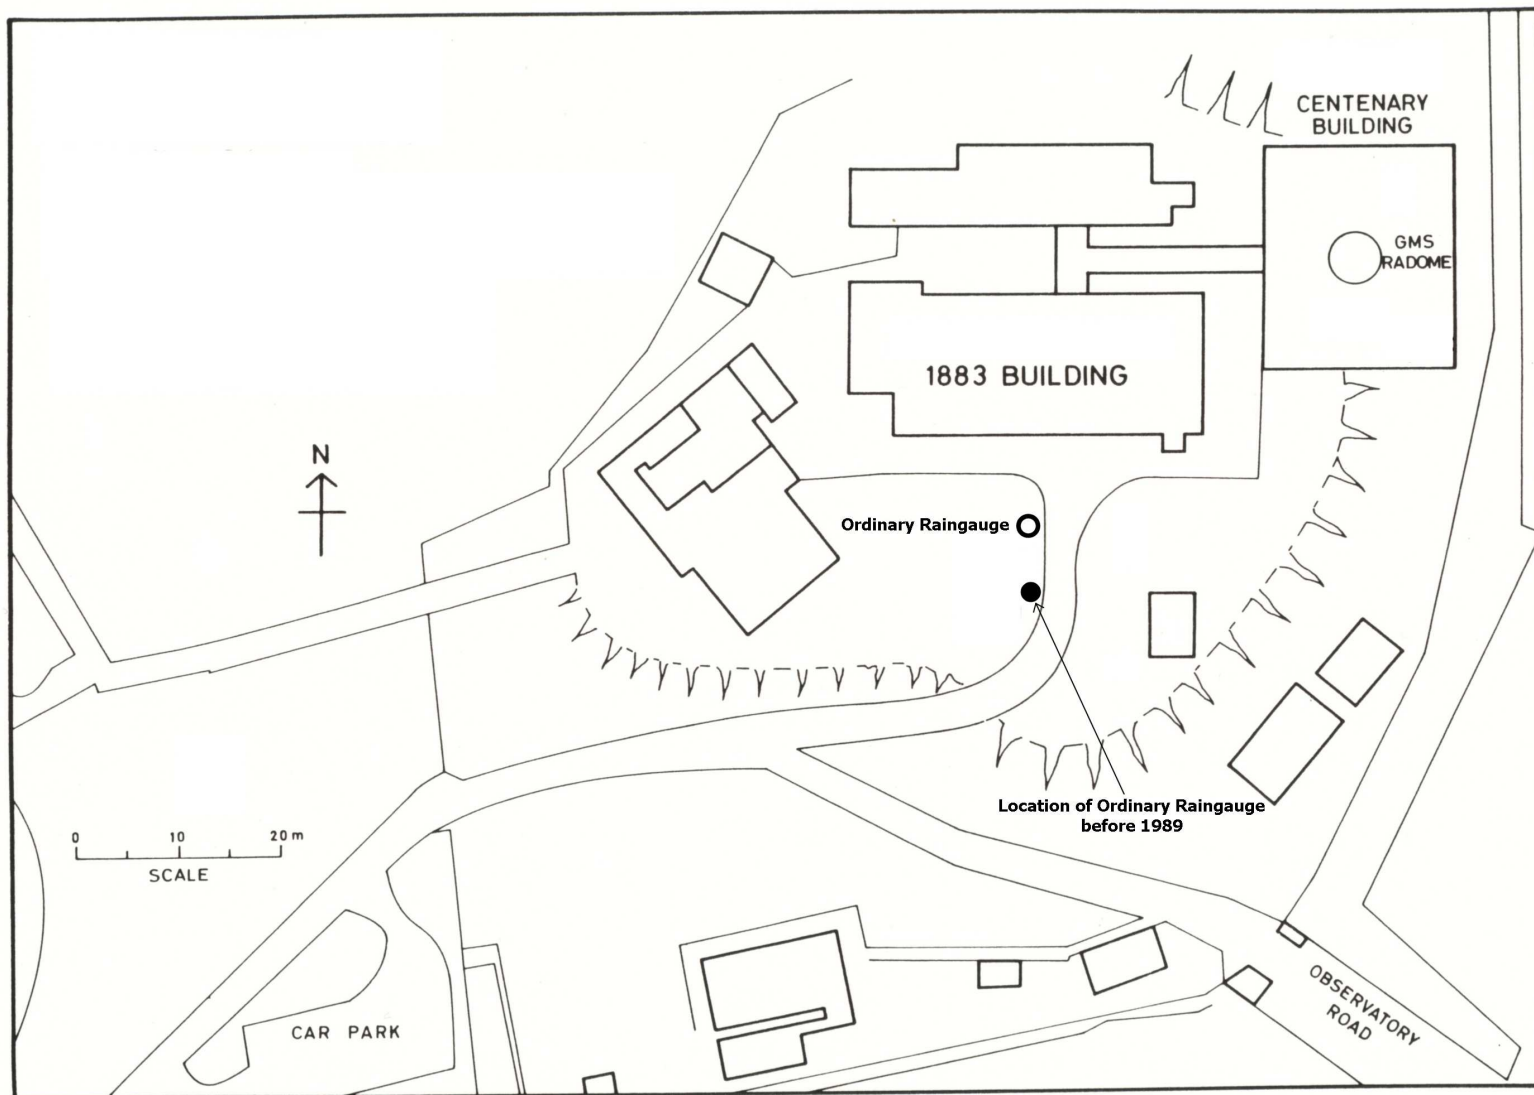 CENTENARY
BUILDING
GMS
RADOME
1883 BUILDING
N
Ordinary Raingauge
Location of Ordinary Raingauge
before 1989
0 10 20 m
SCALE
CAR PARK
OBSERVATORY
ROAD